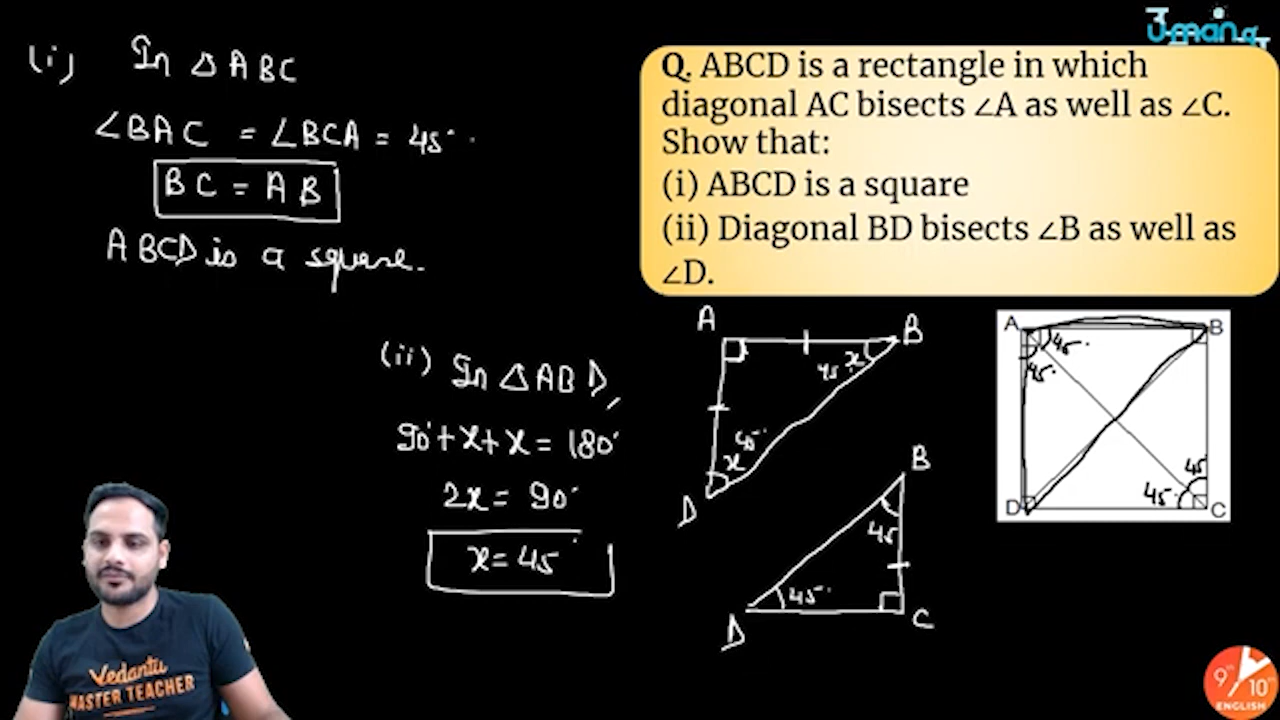 उmang
(i) In △ABC
∠BAC = ∠BCA = 45°.
BC = AB
ABCD is a square.
Q. ABCD is a rectangle in which
diagonal AC bisects ∠A as well as ∠C.
Show that:
(i) ABCD is a square
(ii) Diagonal BD bisects ∠B as well as
∠D.
(ii) In △ABD,
90°+x+x = 180°
2x = 90°
x = 45°
A
B
45°
x
45°
x
D
B
45
45°
D
C
A
B
45°
45°
45
45°
D
C
Vedantu
MASTER TEACHER
9th 10th
ENGLISH